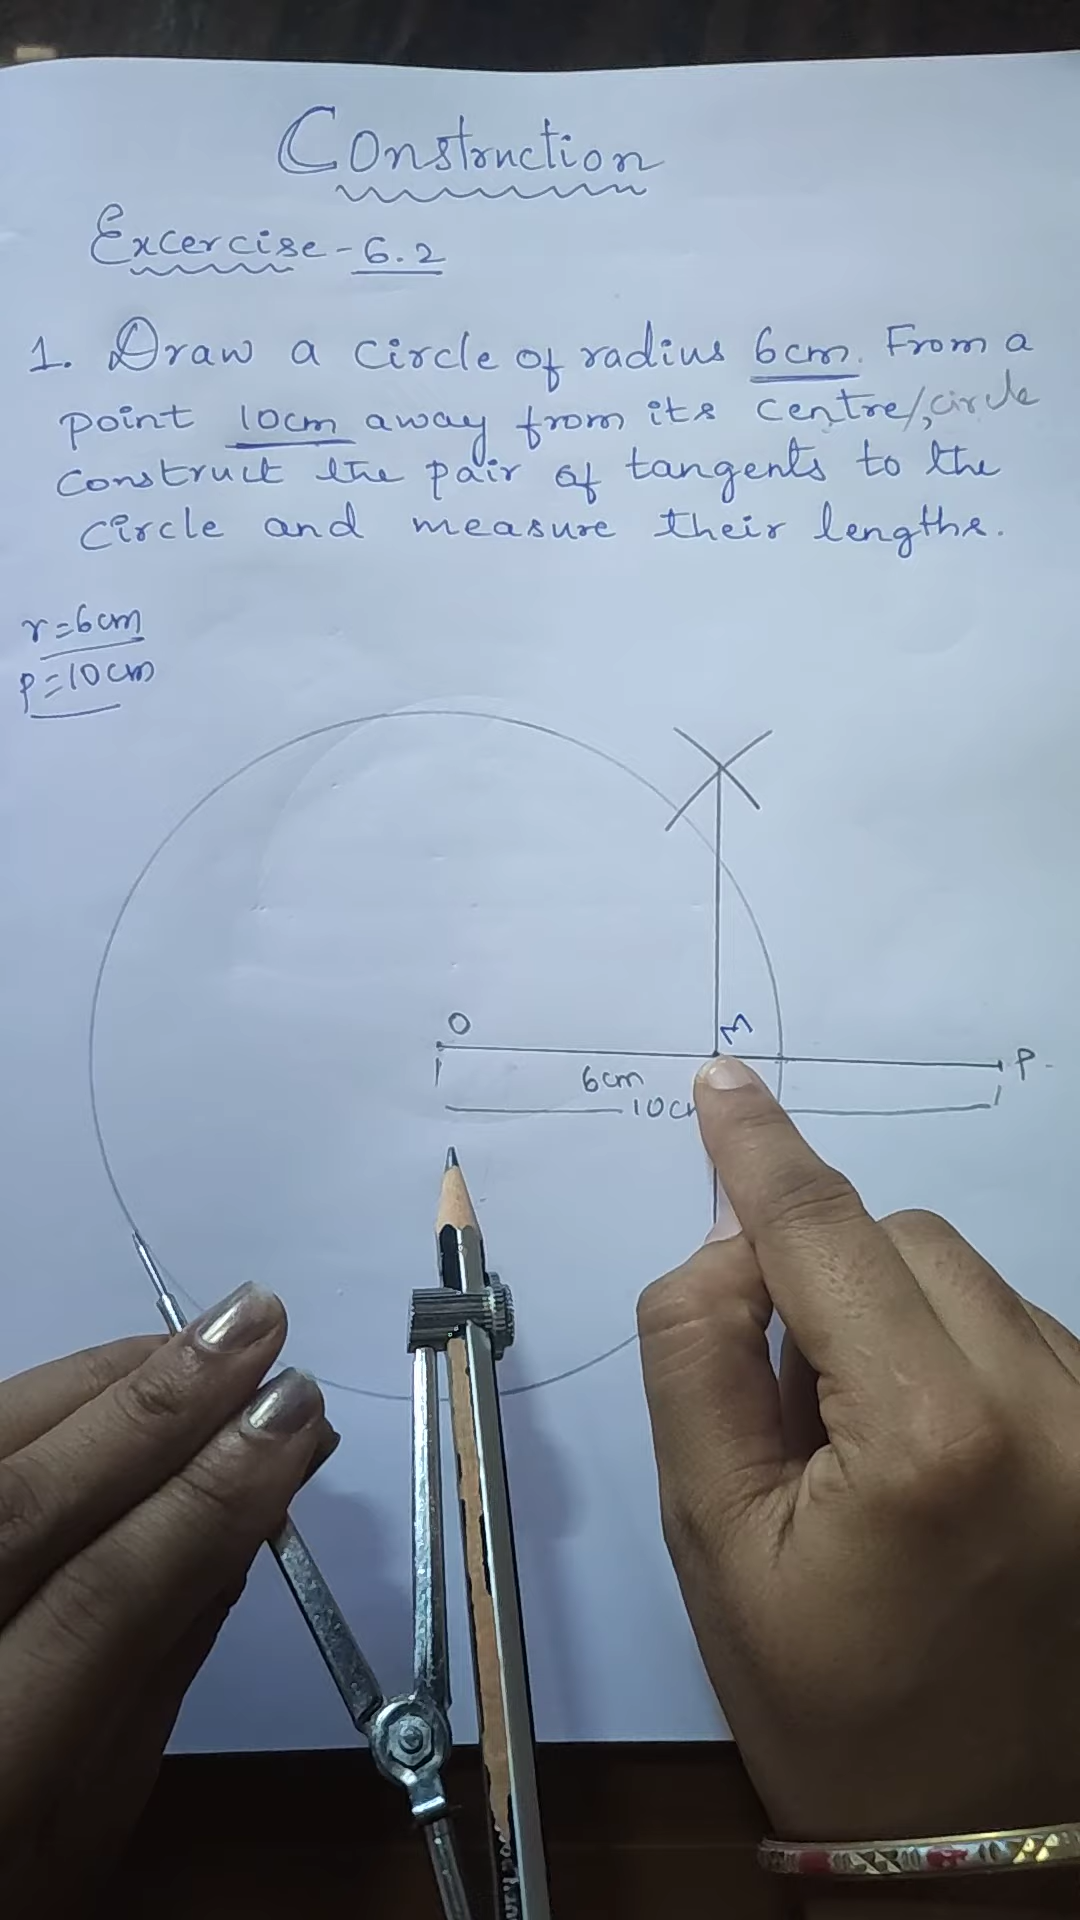 Construction
Excercise-6.2
1. Draw a circle of radius 6cm. From a
point 10cm away from its centre/circle
construct the pair of tangents to the
circle and measure their lengths.
r=6cm
P=10cm
O
M
P
6cm
10cm